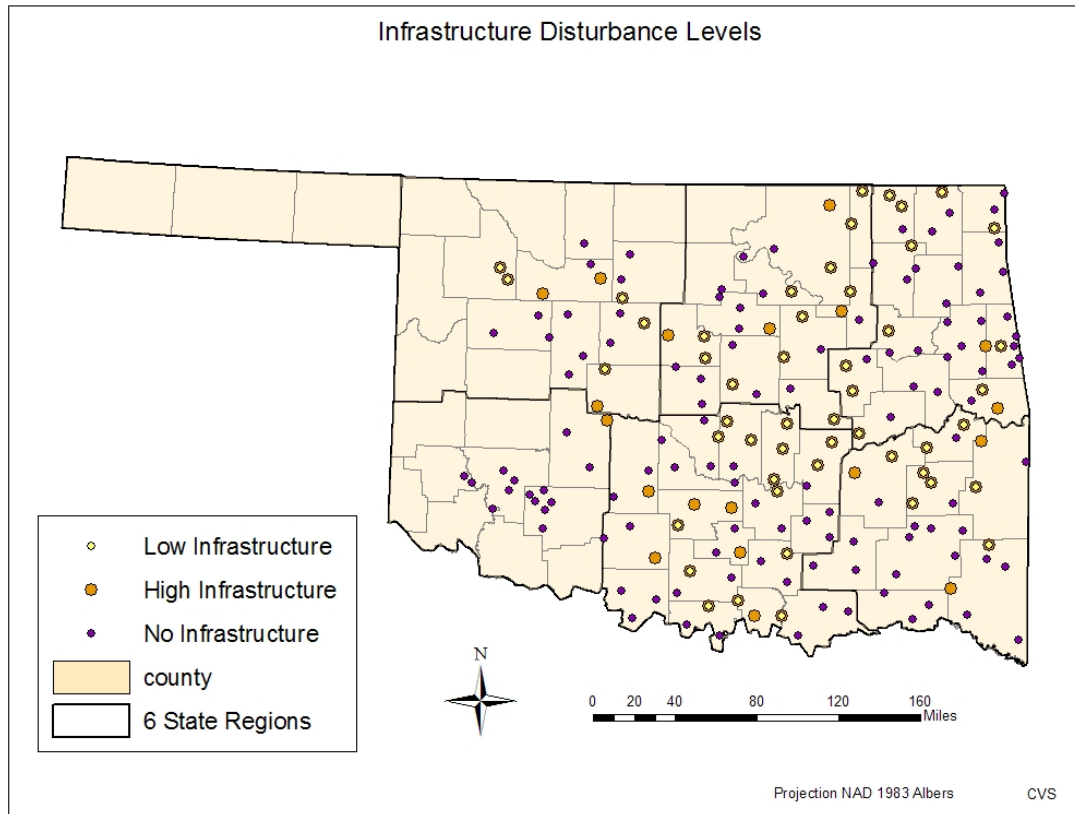 Infrastructure Disturbance Levels
Low Infrastructure
High Infrastructure
No Infrastructure
county
6 State Regions
N
0 10 20 40 80 120 160
Miles
Projection NAD 1983 Albers CVS